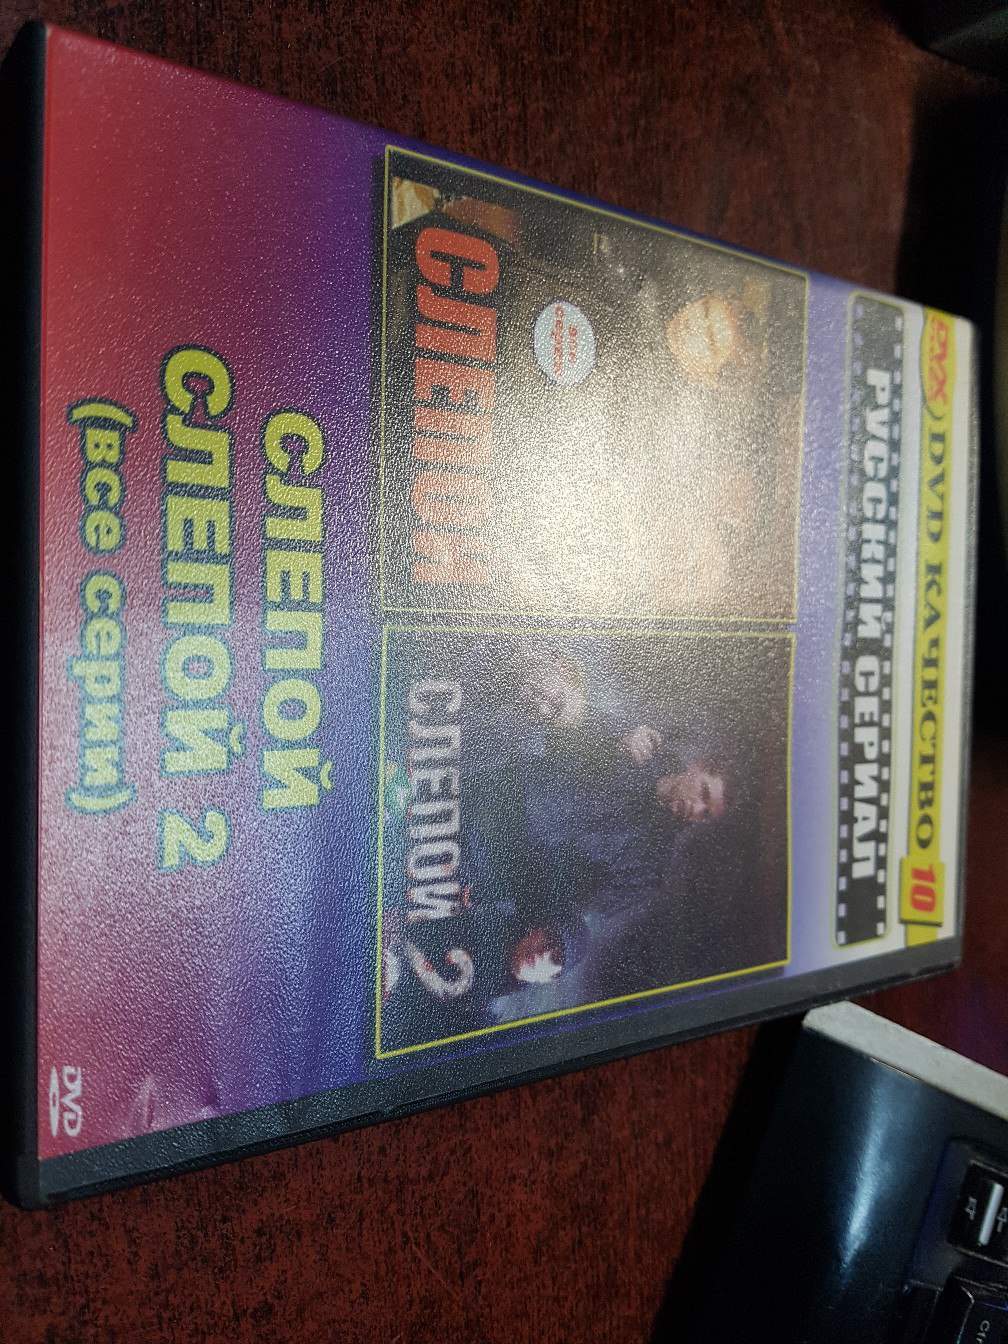 DVD КАЧЕСТВО 10
РУССКИЙ СЕРИАЛ
СЛЕПОЙ
СЛЕПОЙ 2
СЛЕПОЙ
СЛЕПОЙ 2
(все серии)
DVD